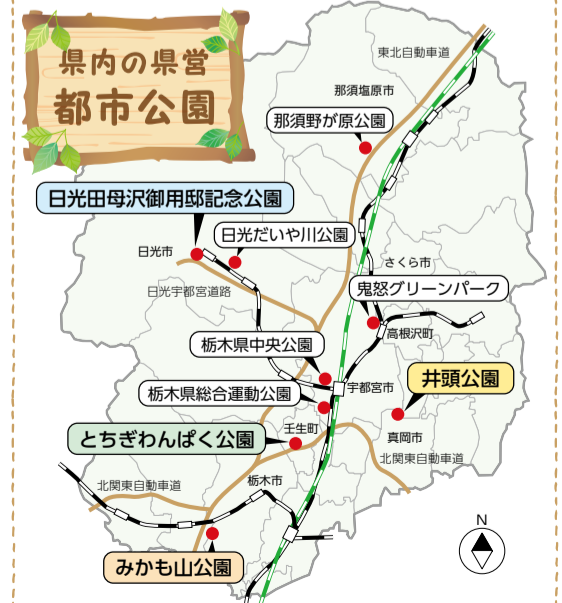 県内の県営
都市公園
東北自動車道
那須塩原市
那須野が原公園
日光田母沢御用邸記念公園
日光だいや川公園
日光市
さくら市
日光宇都宮道路
鬼怒グリーンパーク
高根沢町
栃木県中央公園
井頭公園
宇都宮市
栃木県総合運動公園
壬生町
とちぎわんぱく公園
真岡市
北関東自動車道
栃木市
北関東自動車道
みかも山公園
N